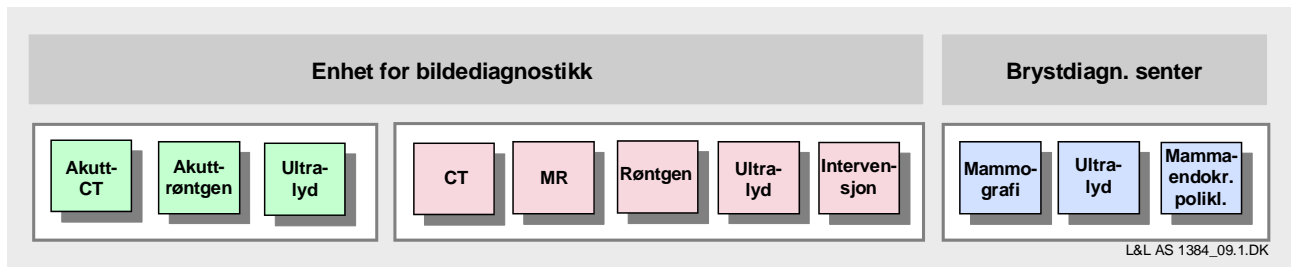 Enhet for bildediagnostikk
Brystdiagn. senter
Akutt-
CT
Akutt-
røntgen
Ultra-
lyd
CT
MR
Røntgen
Ultra-
lyd
Interven-
sjon
Mammo-
grafi
Ultra-
lyd
Mamma-
endokr.
polikl.
L&L AS 1384_09.1.DK